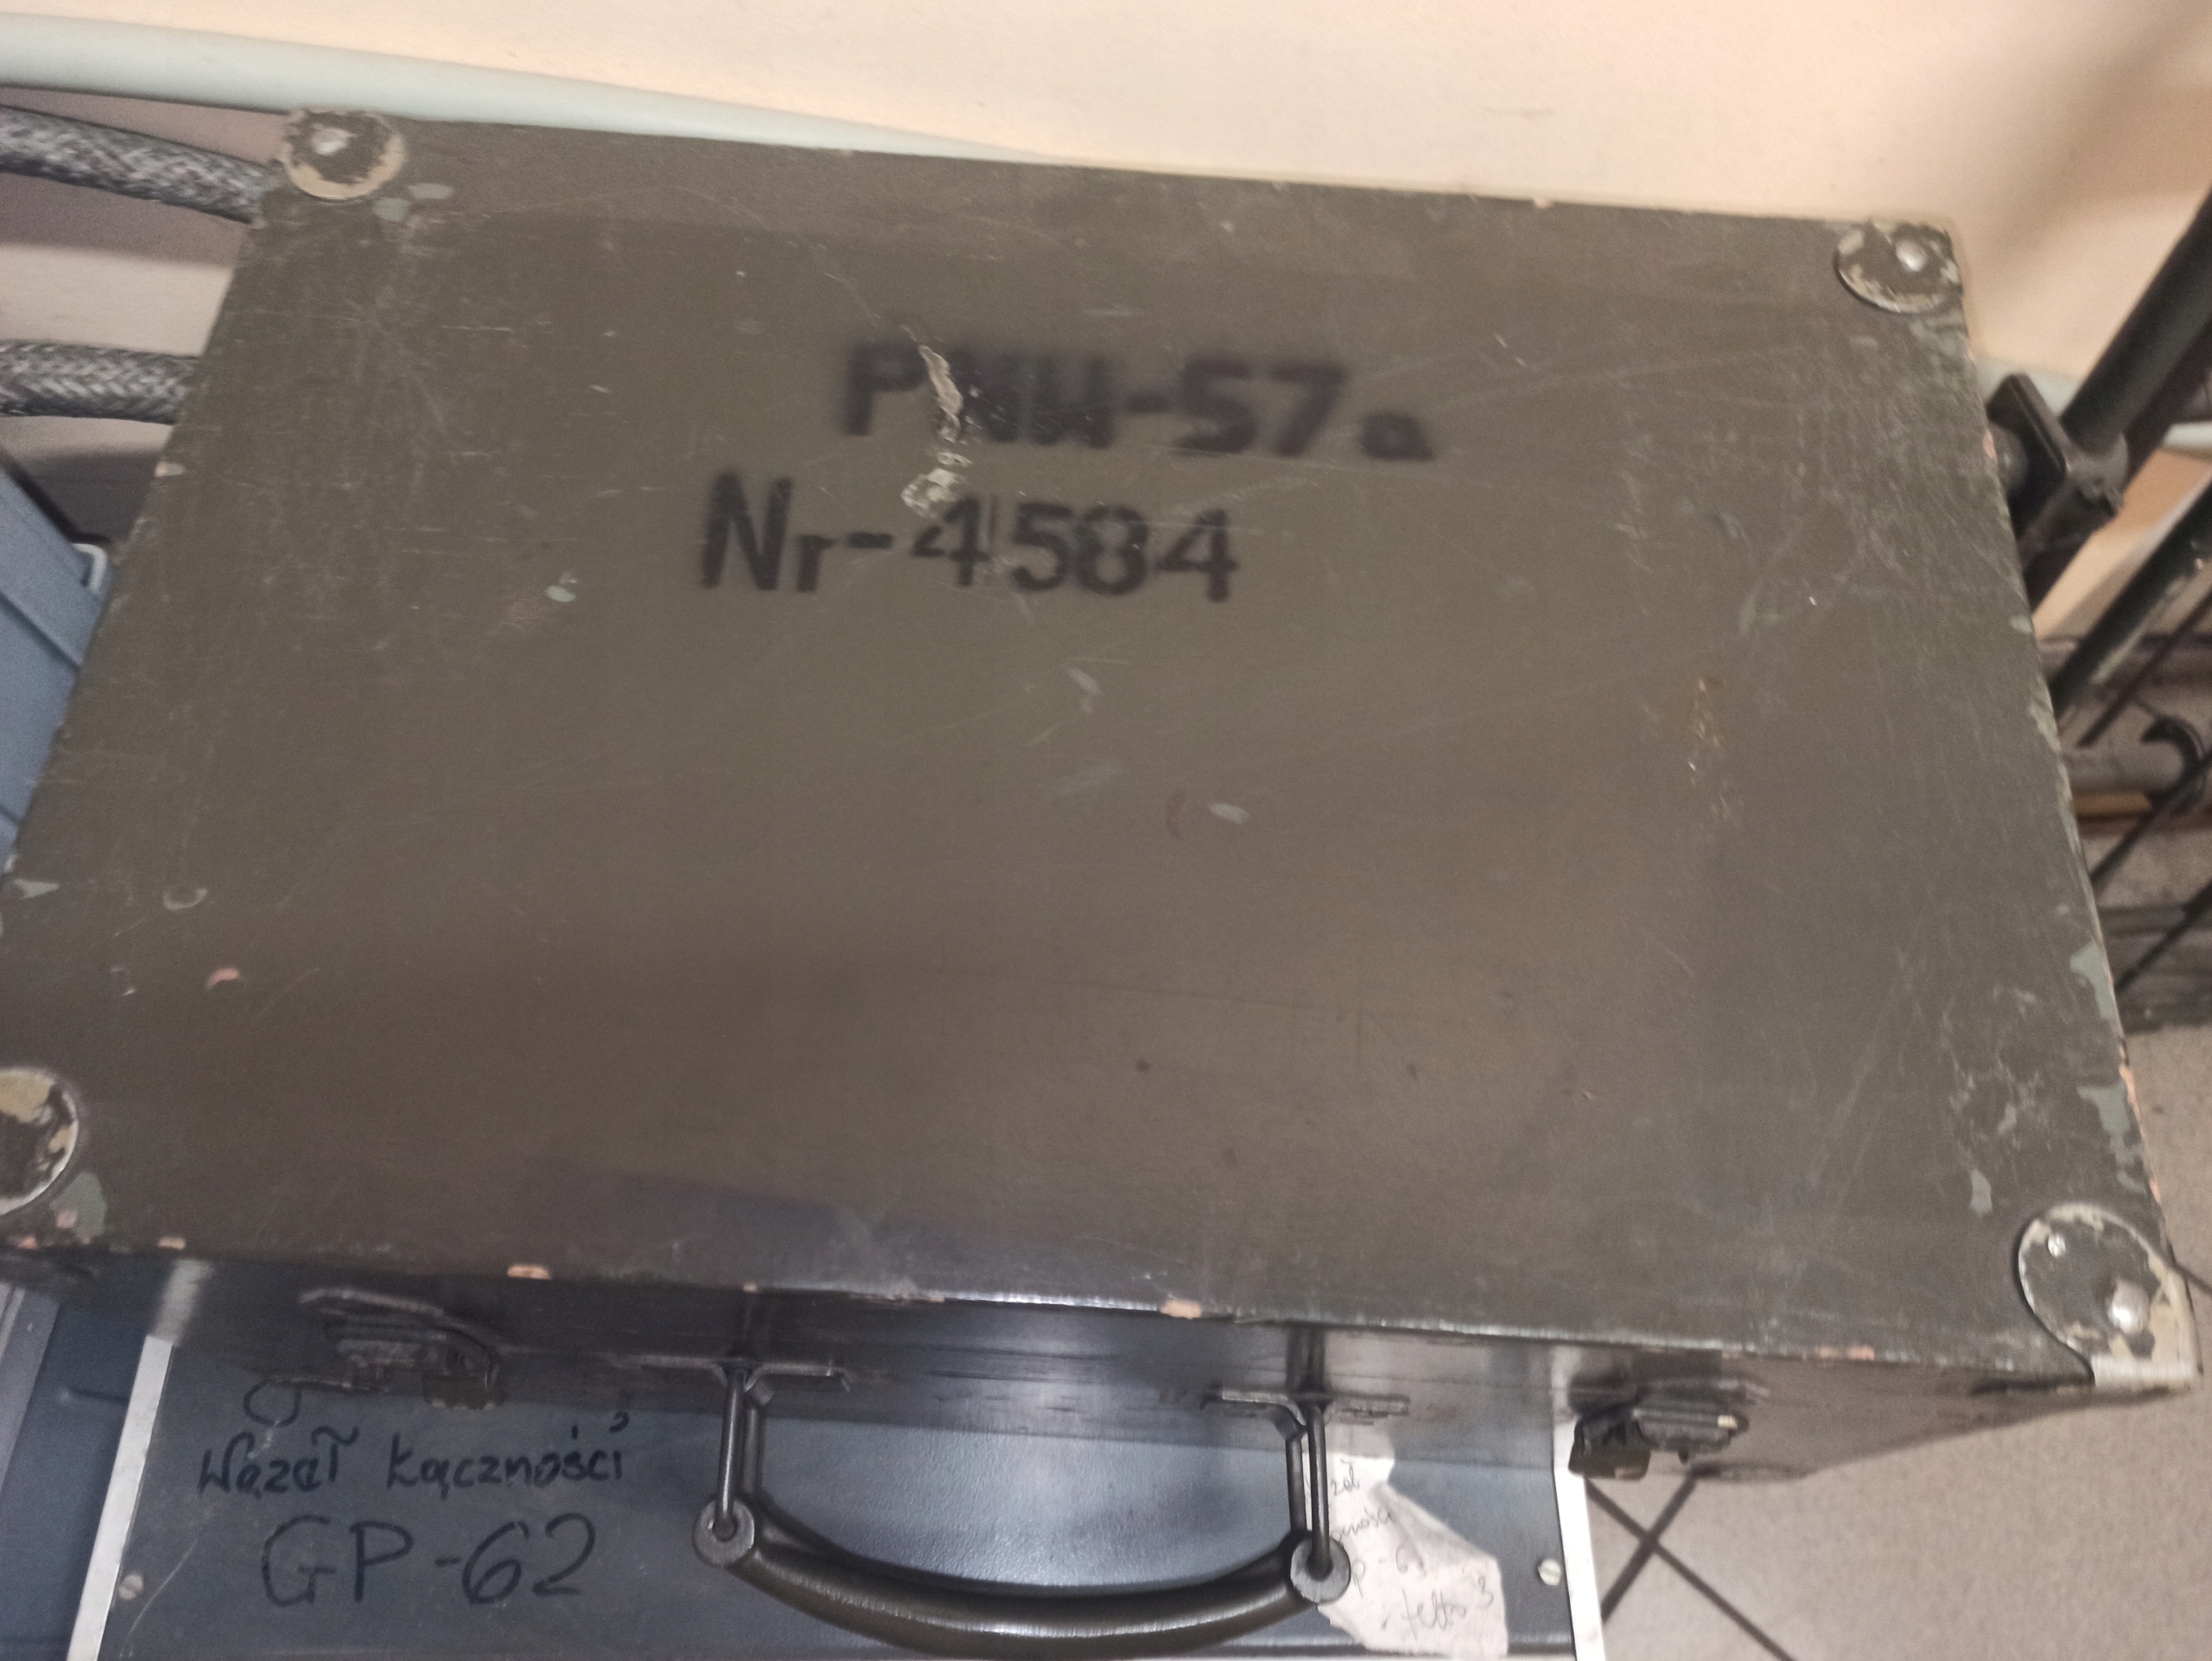 PNW-57a
Nr-4584
Węzeł Łączności
GP-62